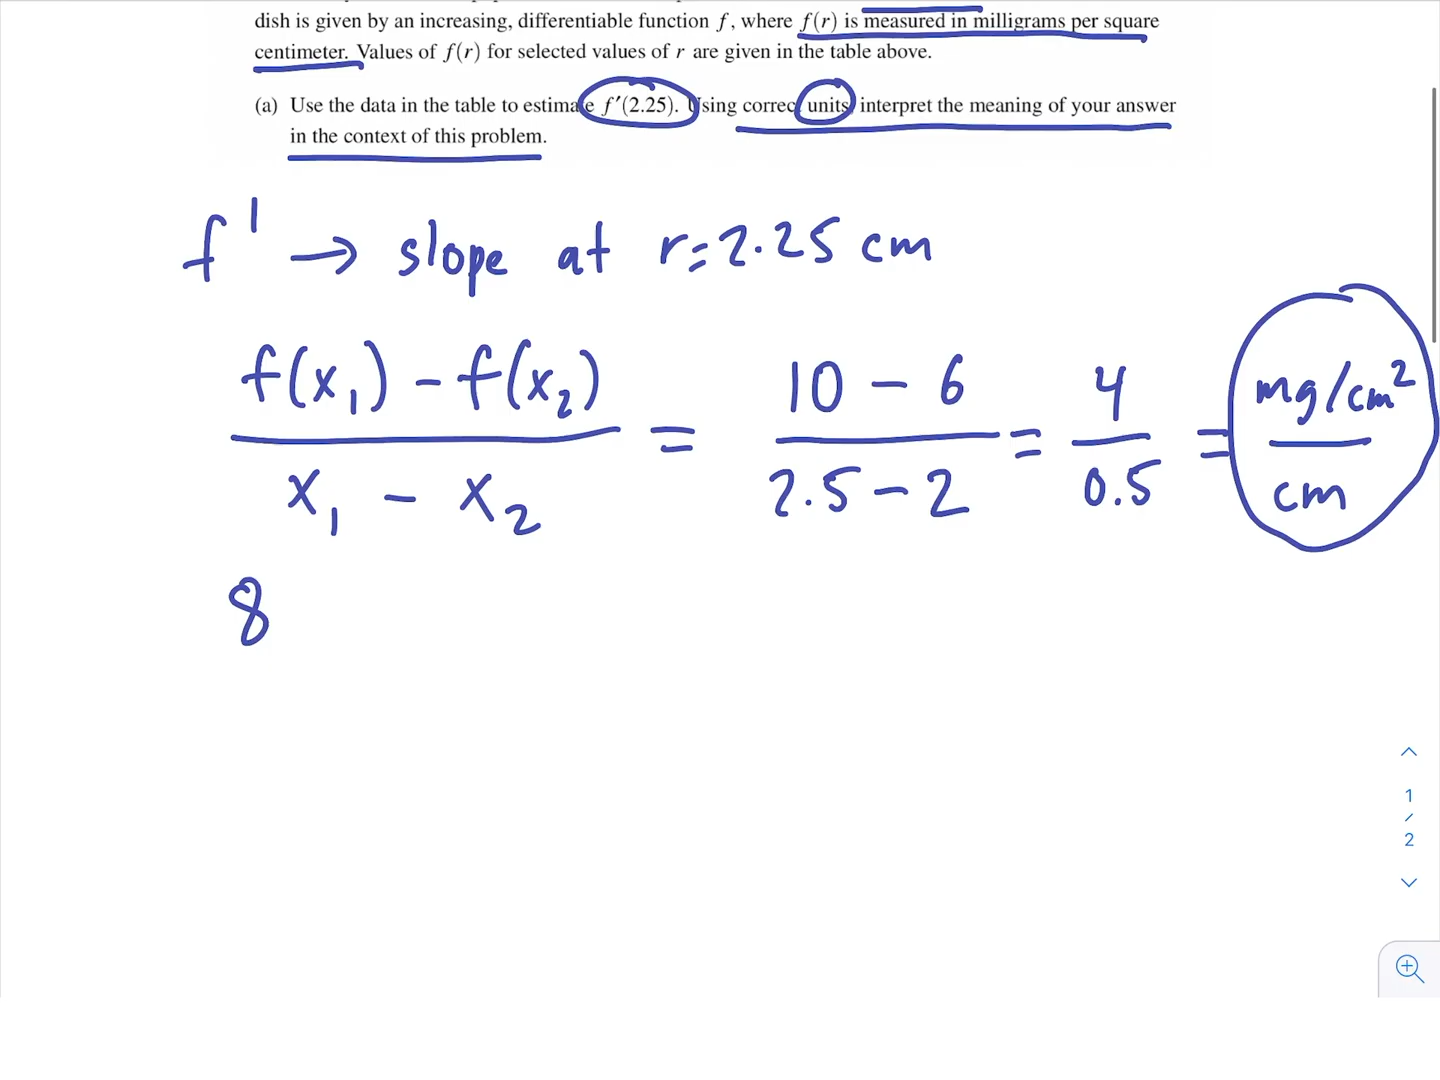 dish is given by an increasing, differentiable function f, where f(r) is measured in milligrams per square
centimeter. Values of f(r) for selected values of r are given in the table above.
(a) Use the data in the table to estimate f′(2.25). Using correct units, interpret the meaning of your answer
in the context of this problem.
f' → slope at r=2.25 cm
f(x₁) - f(x₂) / x₁ - x₂ = 10 - 6 / 2.5 - 2 = 4 / 0.5 = mg/cm² / cm
8
1
/
2